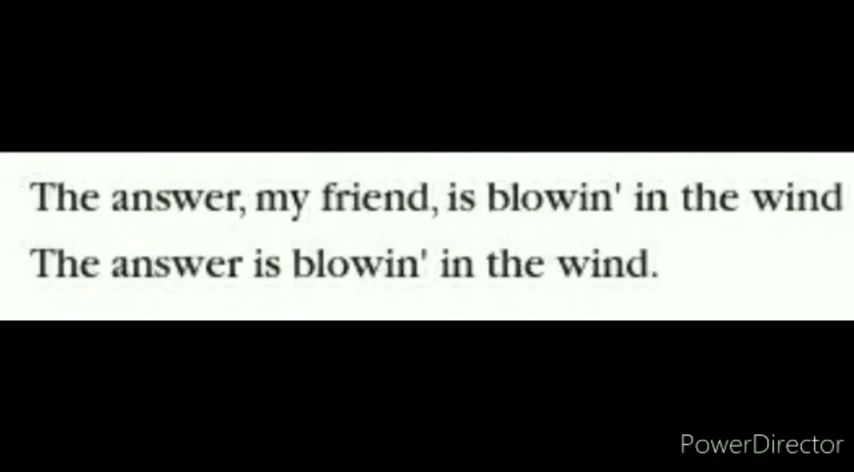 The answer, my friend, is blowin' in the wind
The answer is blowin' in the wind.
PowerDirector